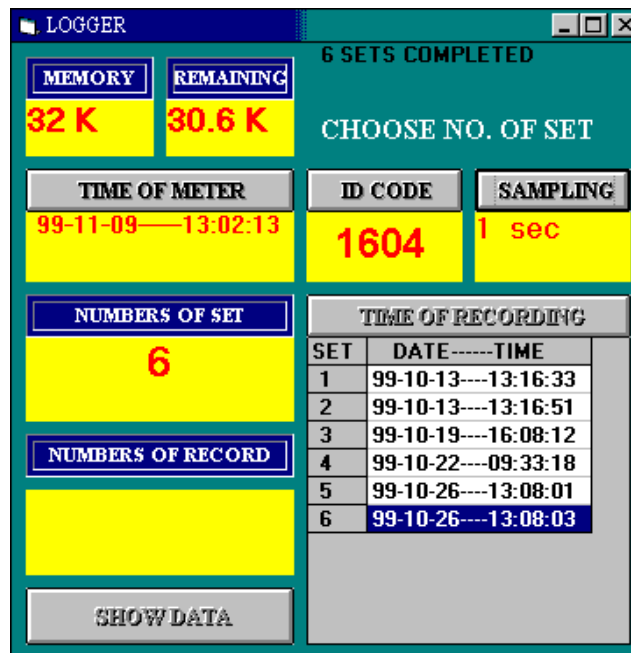 LOGGER
6 SETS COMPLETED
MEMORY REMAINING
32 K 30.6 K
CHOOSE NO. OF SET
TIME OF METER ID CODE SAMPLING
99-11-09——13:02:13
1604
1 sec
NUMBERS OF SET
6
TIME OF RECORDING
SET DATE------TIME
1 99-10-13----13:16:33
2 99-10-13----13:16:51
3 99-10-19----16:08:12
4 99-10-22----09:33:18
5 99-10-26----13:08:01
6 99-10-26----13:08:03
NUMBERS OF RECORD
SHOW DATA